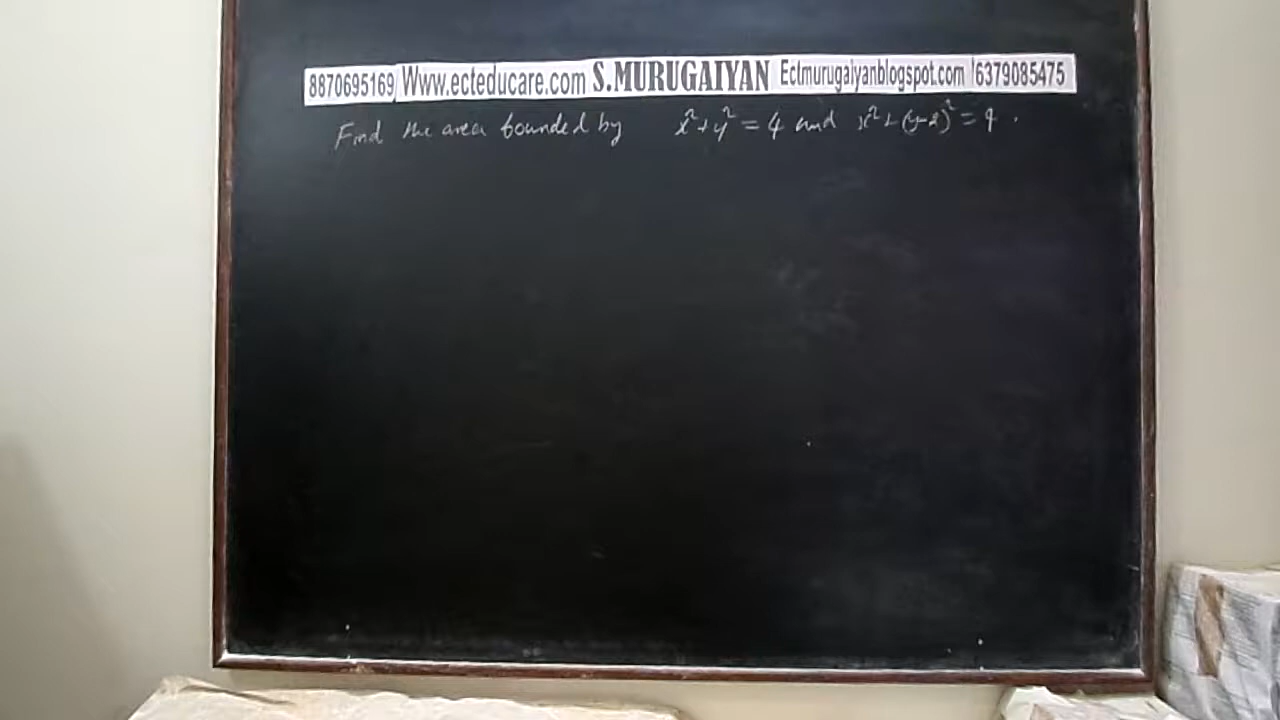 8870695169 Www.ecteducare.com S.MURUGAIYAN Ectmurugaiyanblogspot.com 6379085475
Find the area bounded by x²+y² = 4 and x²+(y-2)² = 4.